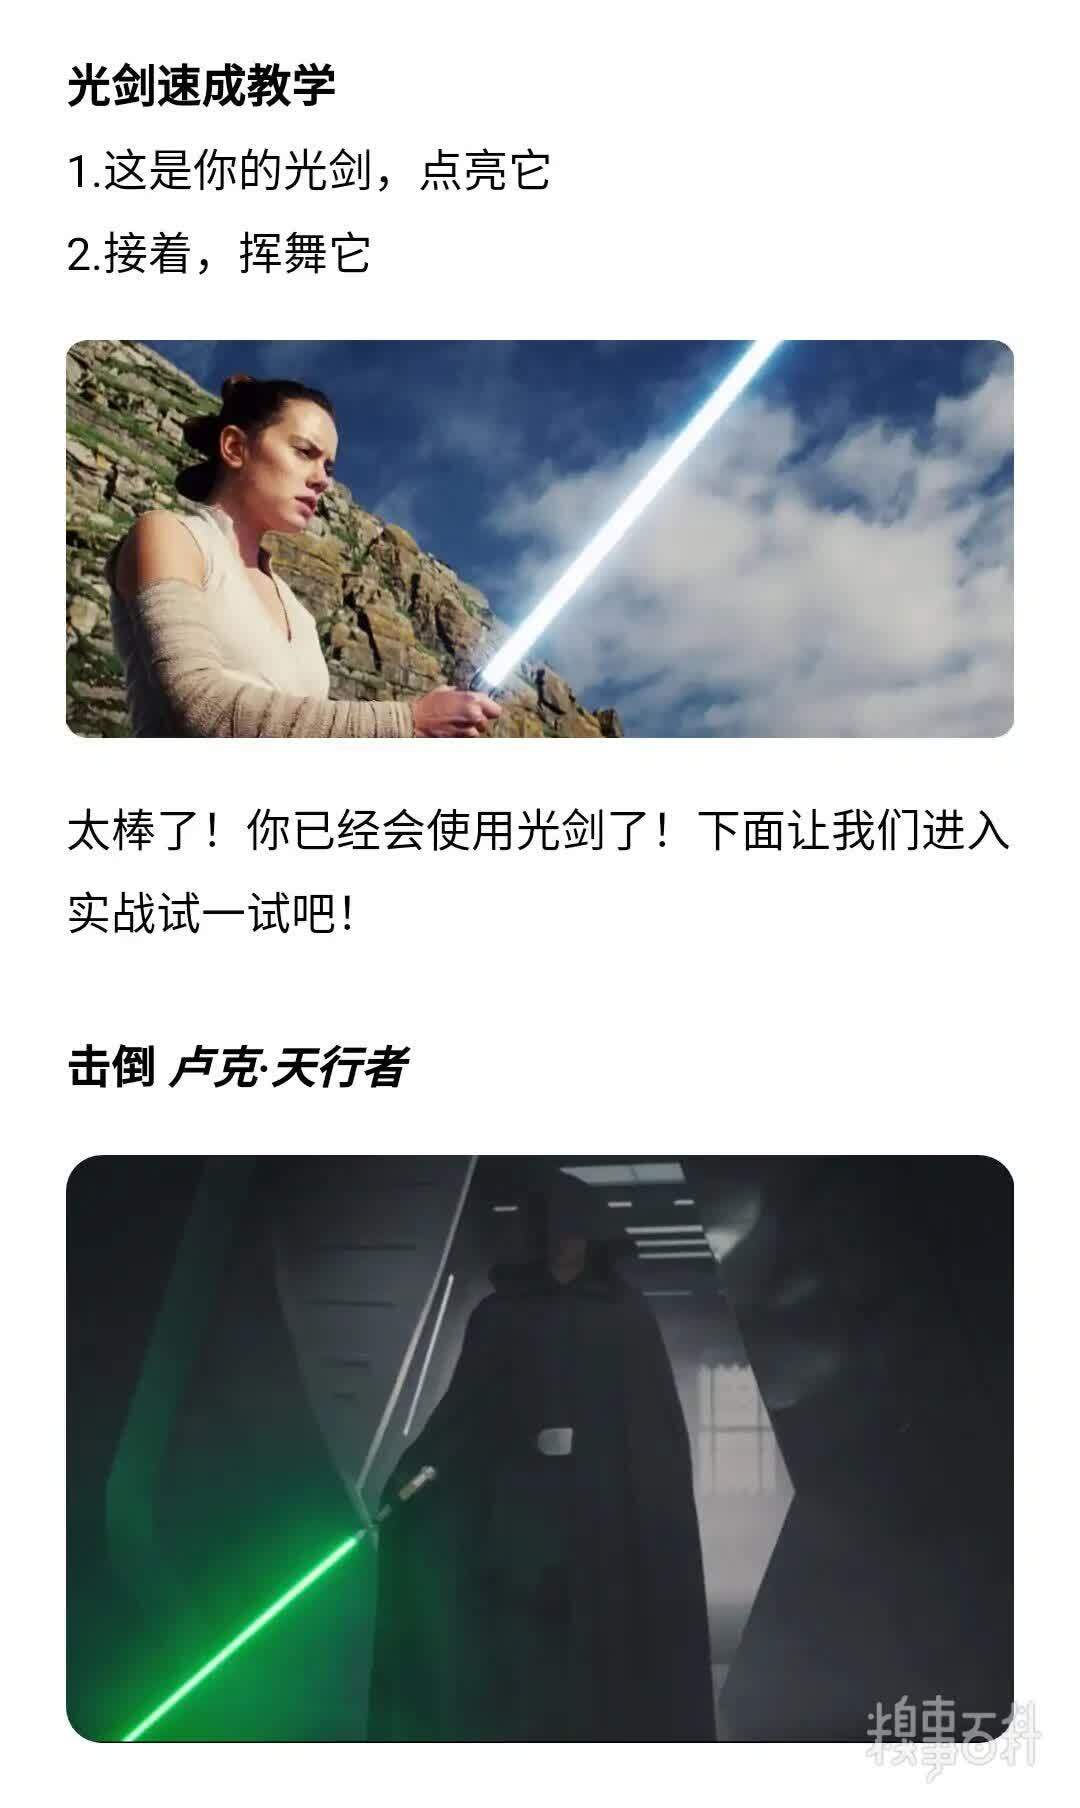 光剑速成教学
1.这是你的光剑，点亮它
2.接着，挥舞它
太棒了！你已经会使用光剑了！下面让我们进入
实战试一试吧！
击倒 卢克·天行者
糗事百科